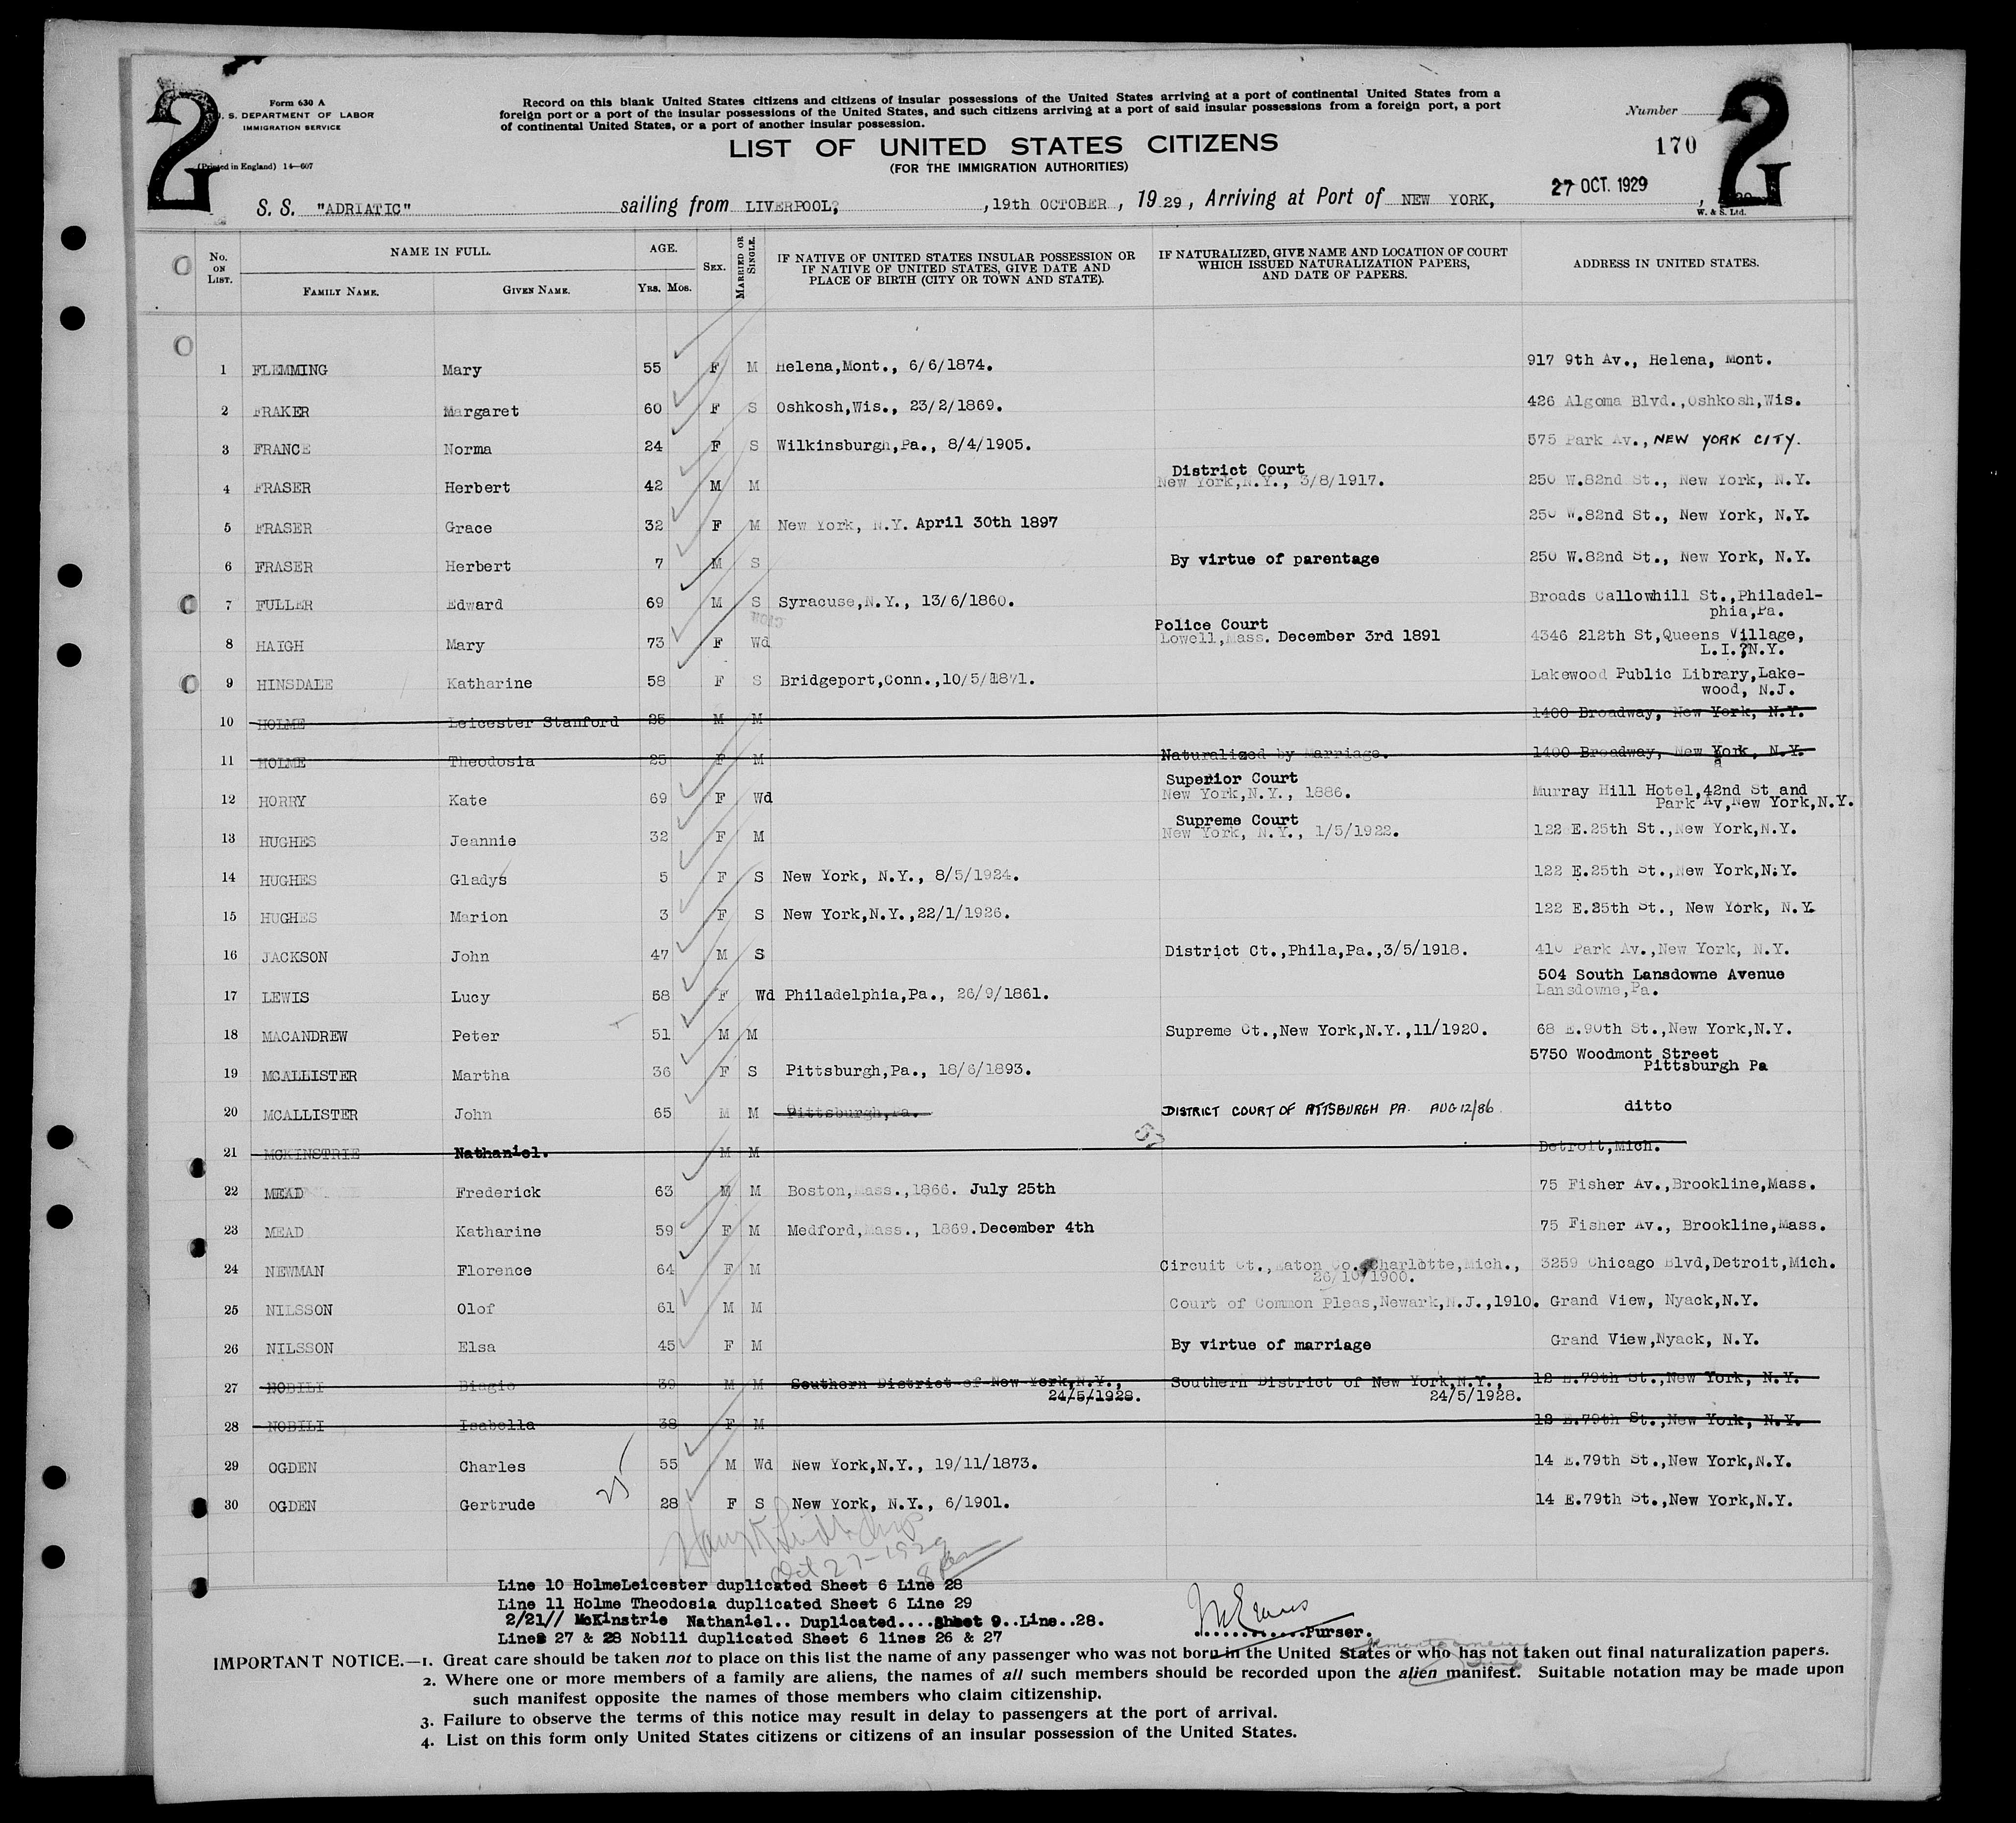 2
2
Form 630 A
U. S. DEPARTMENT OF LABOR
IMMIGRATION SERVICE
(Printed in England) 14—607
Record on this blank United States citizens and citizens of insular possessions of the United States arriving at a port of continental United States from a
foreign port or a port of the insular possessions of the United States, and such citizens arriving at a port of said insular possessions from a foreign port, a port
of continental United States, or a port of another insular possession.
LIST OF UNITED STATES CITIZENS
(FOR THE IMMIGRATION AUTHORITIES)
Number
170
S. S. "ADRIATIC" sailing from LIVERPOOL, , 19th OCTOBER , 19 29, Arriving at Port of NEW YORK, 27 OCT. 1929 ,
W. & S. Ltd.
No. ON LIST. NAME IN FULL. FAMILY NAME. GIVEN NAME. AGE. YRS. MOS. SEX. MARRIED OR SINGLE. IF NATIVE OF UNITED STATES INSULAR POSSESSION OR IF NATIVE OF UNITED STATES, GIVE DATE AND PLACE OF BIRTH (CITY OR TOWN AND STATE). IF NATURALIZED, GIVE NAME AND LOCATION OF COURT WHICH ISSUED NATURALIZATION PAPERS, AND DATE OF PAPERS. ADDRESS IN UNITED STATES.
1 FLEMMING Mary 55 F M Helena,Mont., 6/6/1874. 917 9th Av., Helena, Mont.
2 FRAKER Margaret 60 F S Oshkosh,Wis., 23/2/1869. 426 Algoma Blvd.,Oshkosh,Wis.
3 FRANCE Norma 24 F S Wilkinsburgh,Pa., 8/4/1905. 575 Park Av., NEW YORK CITY.
4 FRASER Herbert 42 M M District Court New York,N.Y., 3/8/1917. 250 W.82nd St., New York, N.Y.
5 FRASER Grace 32 F M New York, N.Y. April 30th 1897 250 W.82nd St., New York, N.Y.
6 FRASER Herbert 7 M S By virtue of parentage 250 W.82nd St., New York, N.Y.
7 FULLER Edward 69 M S Syracuse,N.Y., 13/6/1860. Broads Callowhill St.,Philadel-
phia,Pa.
8 HAIGH Mary 73 F Wd Police Court Lowell,Mass. December 3rd 1891 4346 212th St,Queens Village,
L.I.,N.Y.
9 HINSDALE Katharine 58 F S Bridgeport,Conn.,10/5/1871. Lakewood Public Library,Lake-
wood, N.J.
10 HOLME Leicester Stanford 25 M M 1400 Broadway, New York, N.Y.
11 HOLME Theodosia 25 F M Naturalized by Marriage. 1400 Broadway, New York, N.Y.
12 HORRY Kate 69 F Wd Superior Court New York,N.Y., 1886. Murray Hill Hotel,42nd St and
Park Av,New York,N.Y.
13 HUGHES Jeannie 32 F M Supreme Court New York, N.Y., 1/5/1922. 122 E.25th St.,New York,N.Y.
14 HUGHES Gladys 5 F S New York, N.Y., 8/5/1924. 122 E.25th St.,New York,N.Y.
15 HUGHES Marion 3 F S New York,N.Y.,22/1/1926. 122 E.25th St., New York, N.Y.
16 JACKSON John 47 M S District Ct.,Phila,Pa.,3/5/1918. 410 Park Av.,New York, N.Y.
17 LEWIS Lucy 68 F Wd Philadelphia,Pa., 26/9/1861. 504 South Lansdowne Avenue
Lansdowne,Pa.
18 MACANDREW Peter 51 M M Supreme Ct.,New York,N.Y.,11/1920. 68 E.90th St.,New York,N.Y.
19 MCALLISTER Martha 36 F S Pittsburgh,Pa., 18/6/1893. 5750 Woodmont Street
Pittsburgh Pa
20 MCALLISTER John 65 M M Pittsburgh,Pa. DISTRICT COURT OF PITTSBURGH PA. AUG 12/86 ditto
57
21 MCKINSTRIE Nathaniel. M M Detroit,Mich.
22 MEAD Frederick 63 M M Boston,Mass.,1866. July 25th 75 Fisher Av.,Brookline,Mass.
23 MEAD Katharine 59 F M Medford,Mass., 1869.December 4th 75 Fisher Av., Brookline,Mass.
24 NEWMAN Florence 64 F M Circuit Ct.,Eaton Co.,Charlotte,Mich., 3259 Chicago Blvd,Detroit,Mich.
26/10/1900.
25 NILSSON Olof 61 M M Court of Common Pleas,Newark,N.J.,1910. Grand View, Nyack,N.Y.
26 NILSSON Elsa 45 F M By virtue of marriage Grand View,Nyack, N.Y.
27 NOBILI Biagio 39 M M Southern District of New York,N.Y., Southern District of New York,N.Y., 12 E.79th St.,New York, N.Y.
24/5/1928. 24/5/1928.
28 NOBILI Isabella 38 F M 12 E.79th St.,New York, N.Y.
29 OGDEN Charles 55 M Wd New York,N.Y., 19/11/1873. 14 E.79th St.,New York,N.Y.
30 OGDEN Gertrude 28 F S New York, N.Y., 6/1901. 14 E.79th St.,New York,N.Y.
25
Oct 27-1929
Line 10 HolmeLeicester duplicated Sheet 6 Line 28
Line 11 Holme Theodosia duplicated Sheet 6 Line 29
2/21// McKinstrie Nathaniel.. Duplicated....Sheet 9..Line..28.
Lines 27 & 28 Nobili duplicated Sheet 6 lines 26 & 27
............Purser.
IMPORTANT NOTICE.—1. Great care should be taken not to place on this list the name of any passenger who was not born in the United States or who has not taken out final naturalization papers.
2. Where one or more members of a family are aliens, the names of all such members should be recorded upon the alien manifest. Suitable notation may be made upon
such manifest opposite the names of those members who claim citizenship.
3. Failure to observe the terms of this notice may result in delay to passengers at the port of arrival.
4. List on this form only United States citizens or citizens of an insular possession of the United States.